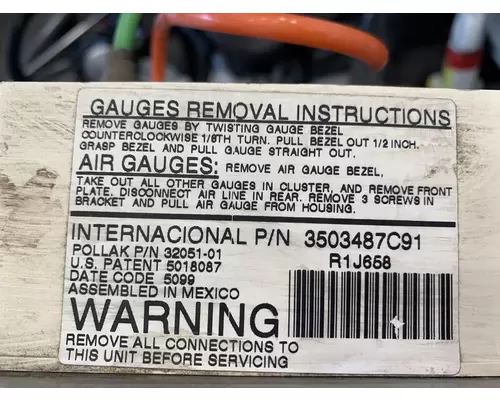 GAUGES REMOVAL INSTRUCTIONS
REMOVE GAUGES BY TWISTING GAUGE BEZEL
COUNTERCLOCKWISE 1/8TH TURN. PULL BEZEL OUT 1/2 INCH.
GRASP BEZEL AND PULL GAUGE STRAIGHT OUT.
AIR GAUGES: REMOVE AIR GAUGE BEZEL,
TAKE OUT ALL OTHER GAUGES IN CLUSTER, AND REMOVE FRONT
PLATE. DISCONNECT AIR LINE IN REAR. REMOVE 3 SCREWS IN
BRACKET AND PULL AIR GAUGE FROM HOUSING.
INTERNACIONAL P/N 3503487C91
POLLAK P/N 32051-01 R1J658
U.S. PATENT 5018087
DATE CODE 5099
ASSEMBLED IN MEXICO
WARNING
REMOVE ALL CONNECTIONS TO
THIS UNIT BEFORE SERVICING